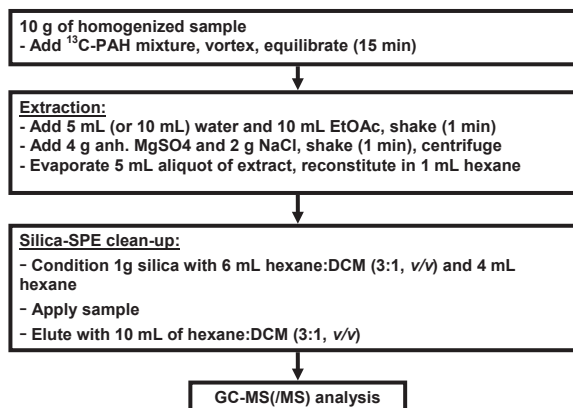 10 g of homogenized sample
- Add ¹³C-PAH mixture, vortex, equilibrate (15 min)
Extraction:
- Add 5 mL (or 10 mL) water and 10 mL EtOAc, shake (1 min)
- Add 4 g anh. MgSO4 and 2 g NaCl, shake (1 min), centrifuge
- Evaporate 5 mL aliquot of extract, reconstitute in 1 mL hexane
Silica-SPE clean-up:
− Condition 1g silica with 6 mL hexane:DCM (3:1, v/v) and 4 mL
hexane
− Apply sample
− Elute with 10 mL of hexane:DCM (3:1, v/v)
GC-MS(/MS) analysis